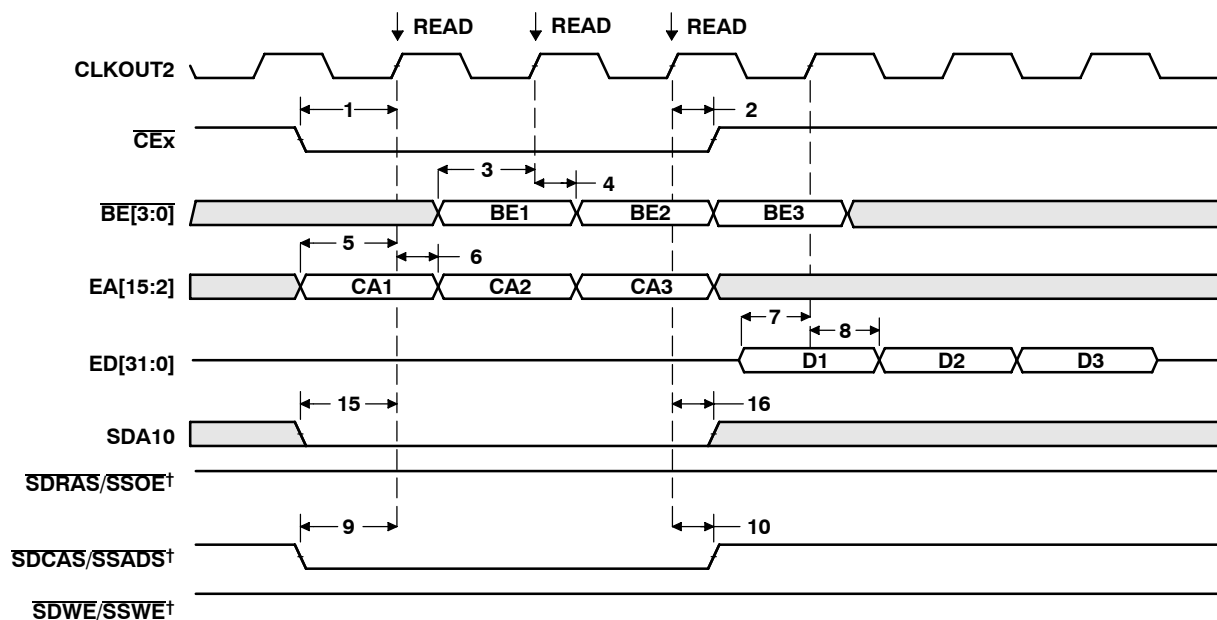 READ READ READ
CLKOUT2
1 2
CEx
3 4
BE[3:0] BE1 BE2 BE3
5 6
EA[15:2] CA1 CA2 CA3
7 8
ED[31:0] D1 D2 D3
15 16
SDA10
SDRAS/SSOE†
9 10
SDCAS/SSADS†
SDWE/SSWE†